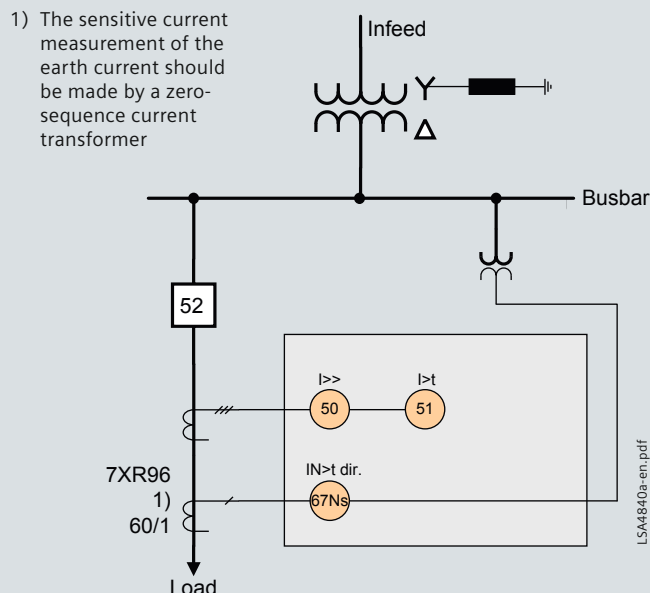 1) The sensitive current
measurement of the
earth current should
be made by a zero-
sequence current
transformer
Infeed
Busbar
52
I>>
I>t
50
51
7XR96
1)
60/1
IN>t dir.
67Ns
Load
LSA4840a-en.pdf